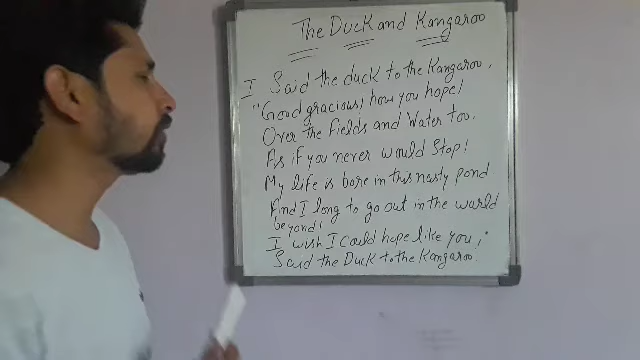 The Duck and Kangaroo
I Said the duck to the Kangaroo,
"Good gracious! how you hope!
Over the fields and Water too.
As if you never would Stop!
My life is bore in this nasty pond
And I long to go out in the world
beyond!
I wish I could hope like you,"
Said the Duck to the Kangaroo.